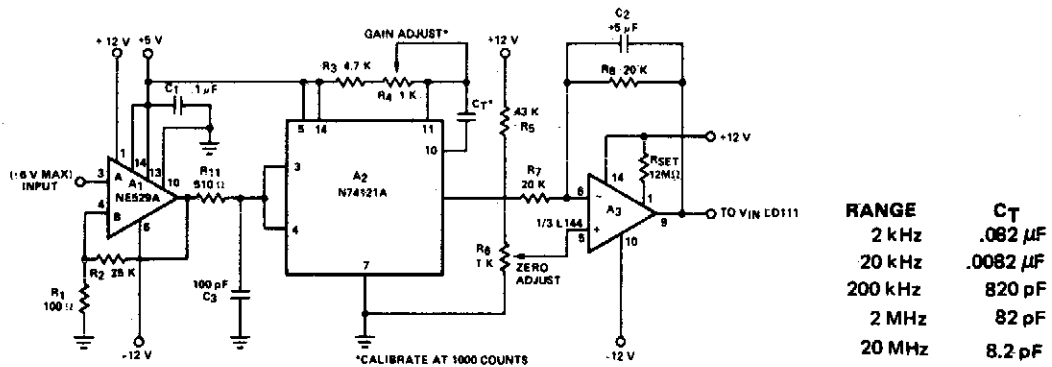 +12 V
+5 V
GAIN ADJUST*
R3 4.7 K
R4 1 K
CT*
C1 .1 µF
1
14
13
10
3
A
A1
NE529A
4
B
6
(±6 V MAX)
INPUT
R2 25 K
R1
100 Ω
-12 V
R11
510 Ω
100 pF
C3
5
14
11
10
A2
N74121A
3
4
7
+12 V
43 K
R5
R6
1 K
ZERO
ADJUST
R7
20 K
C2
+5 µF
R8 20 K
+12 V
RSET
12MΩ
14
1
6
−
A3
1/3 L144
5
+
10
9
TO VIN LD111
-12 V
*CALIBRATE AT 1000 COUNTS
RANGE CT
2 kHz .082 µF
20 kHz .0082 µF
200 kHz 820 pF
2 MHz 82 pF
20 MHz 8.2 pF